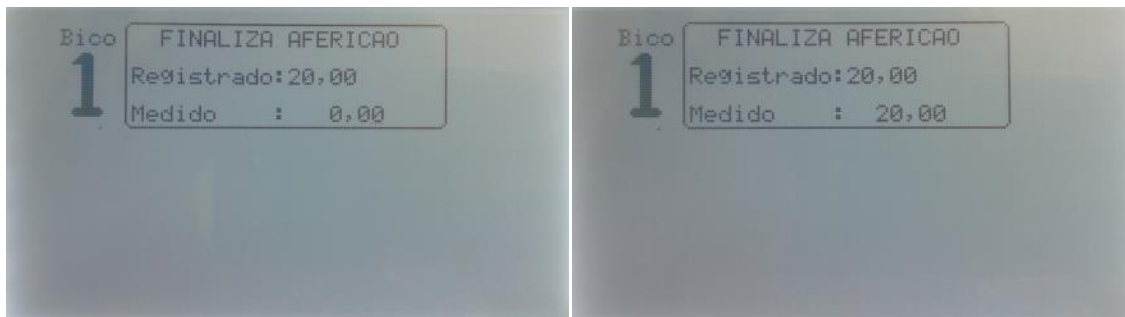 Bico
1
FINALIZA AFERICAO
Registrado:20,00
Medido : 0,00
Bico
1
FINALIZA AFERICAO
Registrado:20,00
Medido : 20,00